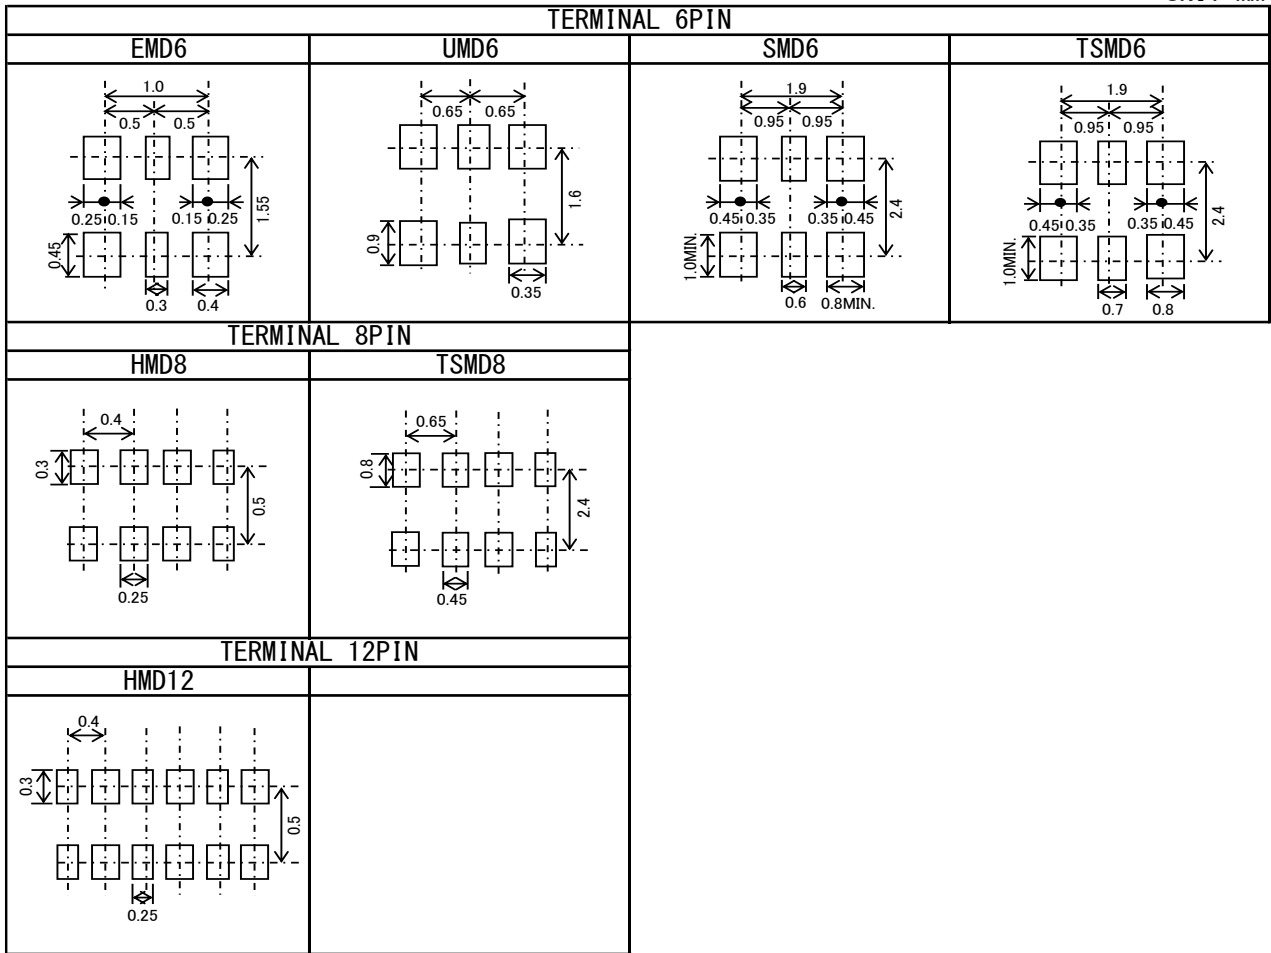 TERMINAL 6PIN
EMD6 UMD6 SMD6 TSMD6
1.0
0.5 0.5
0.25 0.15 0.15 0.25
1.55
0.45
0.3 0.4
0.65 0.65
1.6
0.9
0.35
1.9
0.95 0.95
0.45 0.35 0.35 0.45
2.4
1.0MIN.
0.6 0.8MIN.
1.9
0.95 0.95
0.45 0.35 0.35 0.45
2.4
1.0MIN.
0.7 0.8
TERMINAL 8PIN
HMD8 TSMD8
0.4
0.3
0.5
0.25
0.65
0.8
2.4
0.45
TERMINAL 12PIN
HMD12
0.4
0.3
0.5
0.25